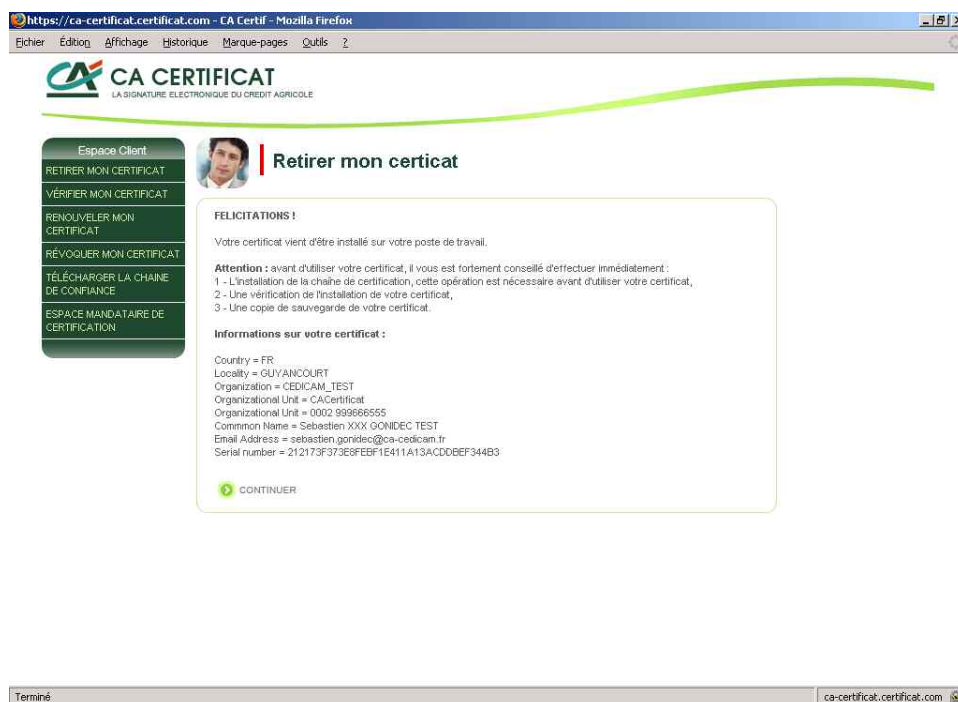 https://ca-certificat.certificat.com - CA Certif - Mozilla Firefox
Fichier Édition Affichage Historique Marque-pages Outils ?
CA CERTIFICAT
LA SIGNATURE ELECTRONIQUE DU CREDIT AGRICOLE
Espace Client
RETIRER MON CERTIFICAT
VÉRIFIER MON CERTIFICAT
RENOUVELER MON
CERTIFICAT
RÉVOQUER MON CERTIFICAT
TÉLÉCHARGER LA CHAINE
DE CONFIANCE
ESPACE MANDATAIRE DE
CERTIFICATION
Retirer mon certicat
FELICITATIONS !
Votre certificat vient d'être installé sur votre poste de travail.
Attention : avant d'utiliser votre certificat, il vous est fortement conseillé d'effectuer immédiatement :
1 - L'installation de la chaîne de certification, cette opération est nécessaire avant d'utiliser votre certificat,
2 - Une vérification de l'installation de votre certificat,
3 - Une copie de sauvegarde de votre certificat.
Informations sur votre certificat :
Country = FR
Locality = GUYANCOURT
Organization = CEDICAM_TEST
Organizational Unit = CACertificat
Organizational Unit = 0002 999666555
Commmon Name = Sebastien XXX GONIDEC TEST
Email Address = sebastien.gonidec@ca-cedicam.fr
Serial number = 212173F373E8FEBF1E411A13ACDDBEF344B3
CONTINUER
Terminé
ca-certificat.certificat.com